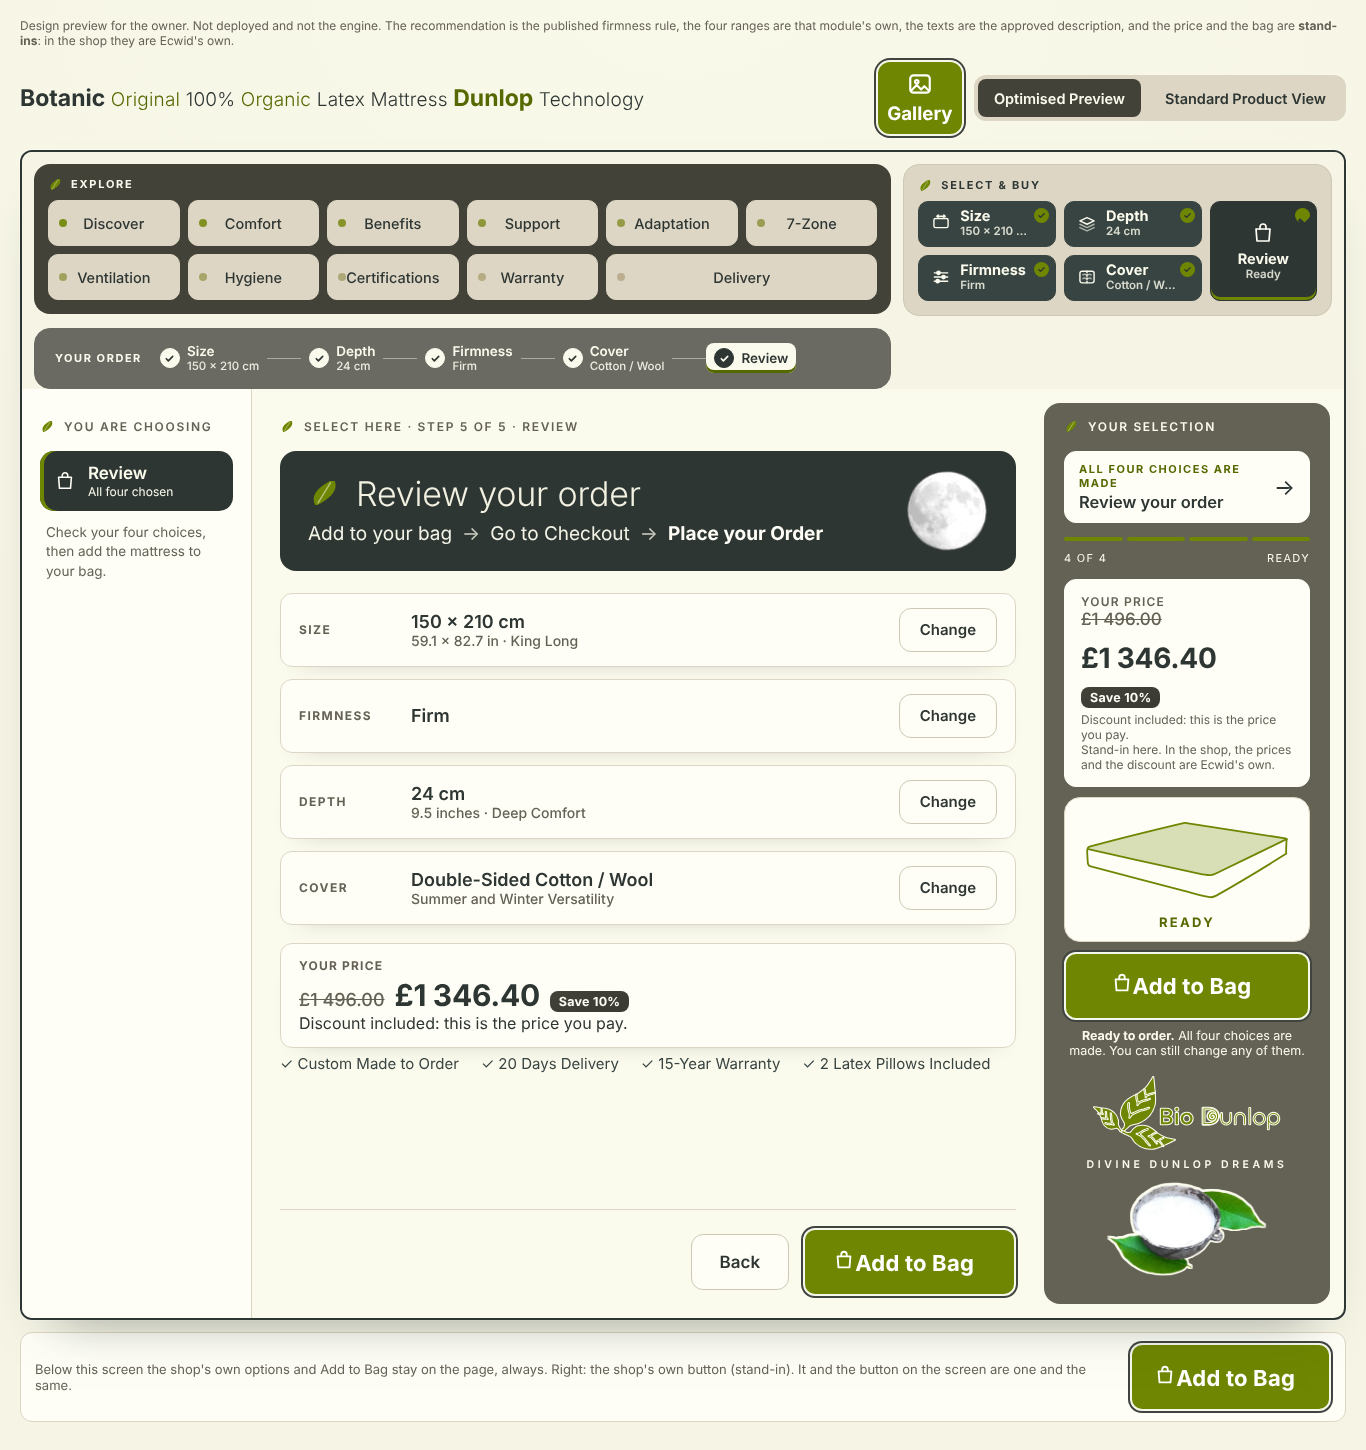 Design preview for the owner. Not deployed and not the engine. The recommendation is the published firmness rule, the four ranges are that module's own, the texts are the approved description, and the price and the bag are stand-
ins: in the shop they are Ecwid's own.
Botanic Original 100% Organic Latex Mattress Dunlop Technology
Gallery
Optimised Preview
Standard Product View
EXPLORE
Discover
Comfort
Benefits
Support
Adaptation
7-Zone
Ventilation
Hygiene
Certifications
Warranty
Delivery
SELECT & BUY
Size
150 × 210 ...
Depth
24 cm
Firmness
Firm
Cover
Cotton / W...
Review
Ready
YOUR ORDER
Size
150 × 210 cm
Depth
24 cm
Firmness
Firm
Cover
Cotton / Wool
Review
YOU ARE CHOOSING
Review
All four chosen
Check your four choices,
then add the mattress to
your bag.
SELECT HERE · STEP 5 OF 5 · REVIEW
Review your order
Add to your bag → Go to Checkout → Place your Order
SIZE
150 × 210 cm
59.1 × 82.7 in · King Long
Change
FIRMNESS
Firm
Change
DEPTH
24 cm
9.5 inches · Deep Comfort
Change
COVER
Double-Sided Cotton / Wool
Summer and Winter Versatility
Change
YOUR PRICE
£1 496.00 £1 346.40 Save 10%
Discount included: this is the price you pay.
✓ Custom Made to Order ✓ 20 Days Delivery ✓ 15-Year Warranty ✓ 2 Latex Pillows Included
Back
Add to Bag
YOUR SELECTION
ALL FOUR CHOICES ARE
MADE
Review your order →
4 OF 4
READY
YOUR PRICE
£1 496.00
£1 346.40
Save 10%
Discount included: this is the price
you pay.
Stand-in here. In the shop, the prices
and the discount are Ecwid's own.
READY
Add to Bag
Ready to order. All four choices are
made. You can still change any of them.
Bio Dunlop
DIVINE DUNLOP DREAMS
Below this screen the shop's own options and Add to Bag stay on the page, always. Right: the shop's own button (stand-in). It and the button on the screen are one and the
same.
Add to Bag